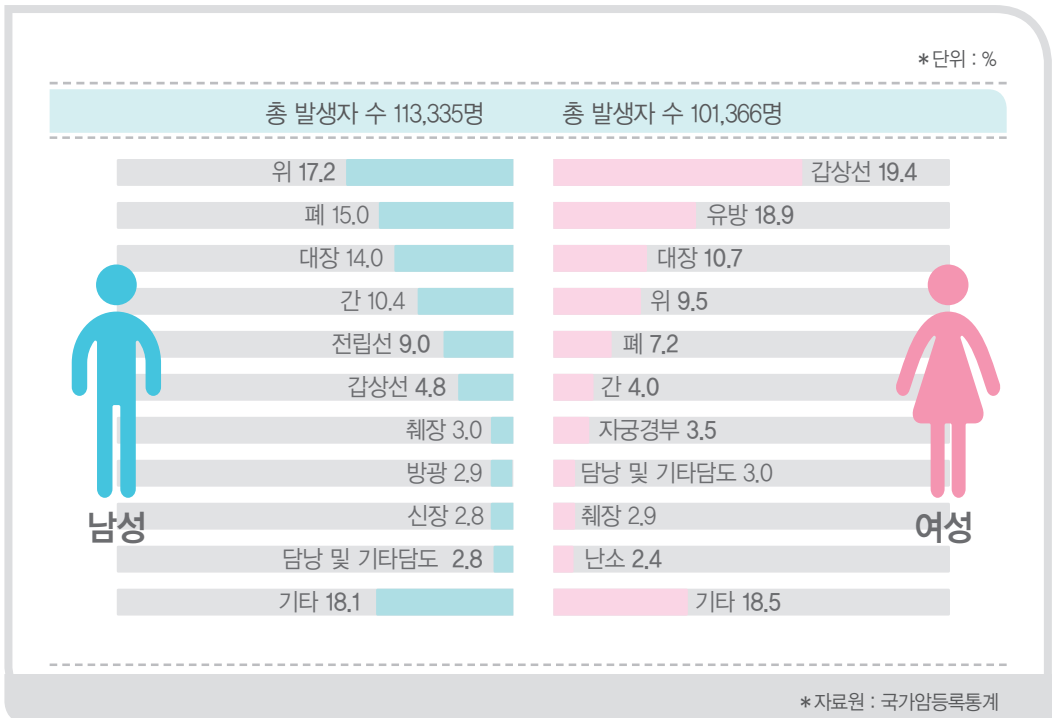 *단위 : %
총 발생자 수 113,335명 총 발생자 수 101,366명
위 17.2 갑상선 19.4
폐 15.0 유방 18.9
대장 14.0 대장 10.7
간 10.4 위 9.5
전립선 9.0 폐 7.2
갑상선 4.8 간 4.0
췌장 3.0 자궁경부 3.5
방광 2.9 담낭 및 기타담도 3.0
신장 2.8 췌장 2.9
남성 여성
담낭 및 기타담도 2.8 난소 2.4
기타 18.1 기타 18.5
*자료원 : 국가암등록통계